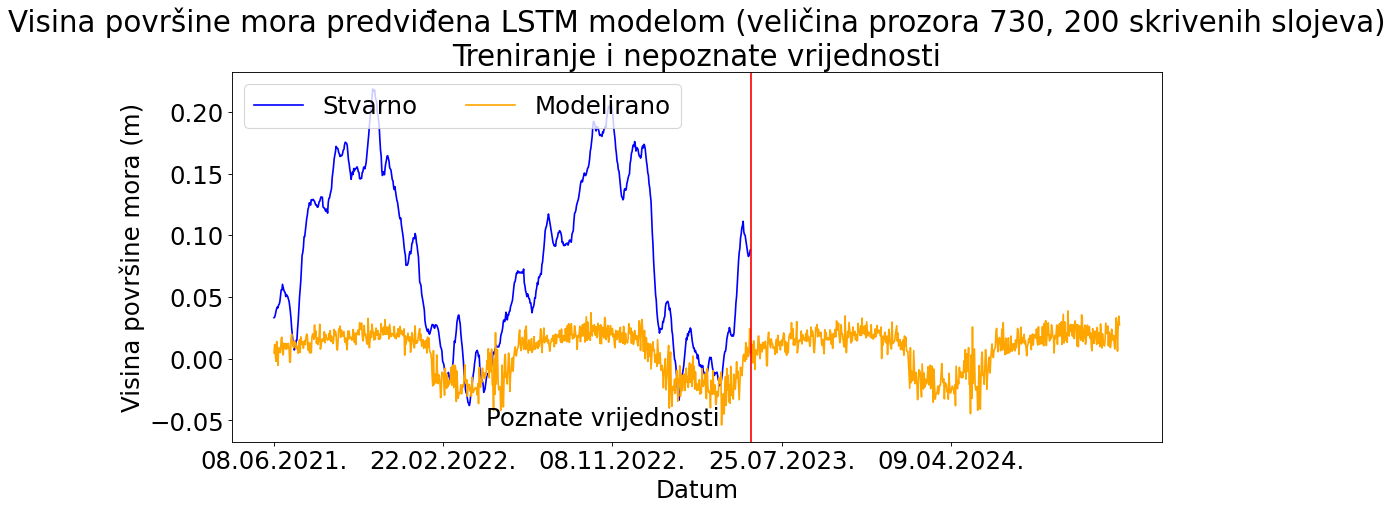 Visina površine mora predviđena LSTM modelom (veličina prozora 730, 200 skrivenih slojeva)
Treniranje i nepoznate vrijednosti
Stvarno Modelirano
Visina površine mora (m)
0.20
0.15
0.10
0.05
0.00
−0.05
Poznate vrijednosti
08.06.2021. 22.02.2022. 08.11.2022. 25.07.2023. 09.04.2024.
Datum